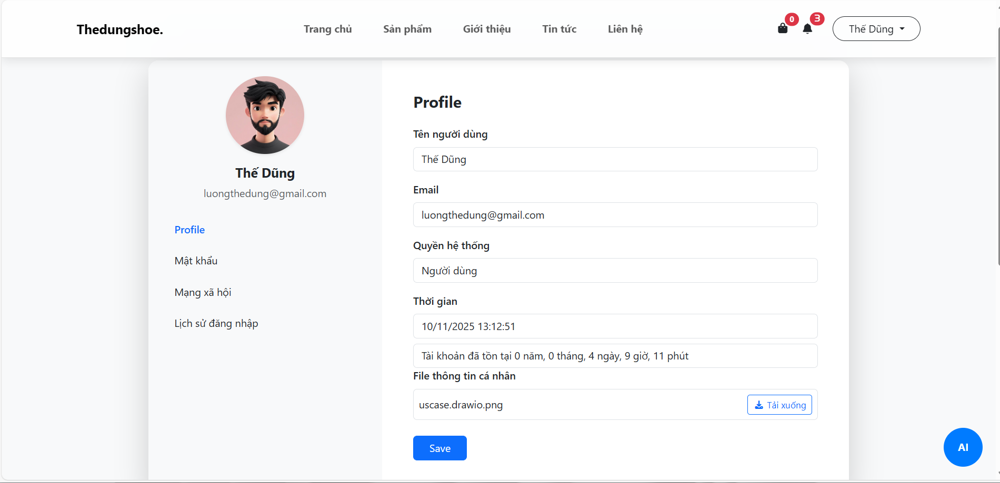 Thedungshoe.
Trang chủ
Sản phẩm
Giới thiệu
Tin tức
Liên hệ
0
3
Thế Dũng
Thế Dũng
luongthedung@gmail.com
Profile
Mật khẩu
Mạng xã hội
Lịch sử đăng nhập
Profile
Tên người dùng
Thế Dũng
Email
luongthedung@gmail.com
Quyền hệ thống
Người dùng
Thời gian
10/11/2025 13:12:51
Tài khoản đã tồn tại 0 năm, 0 tháng, 4 ngày, 9 giờ, 11 phút
File thông tin cá nhân
uscase.drawio.png
Tải xuống
Save
AI